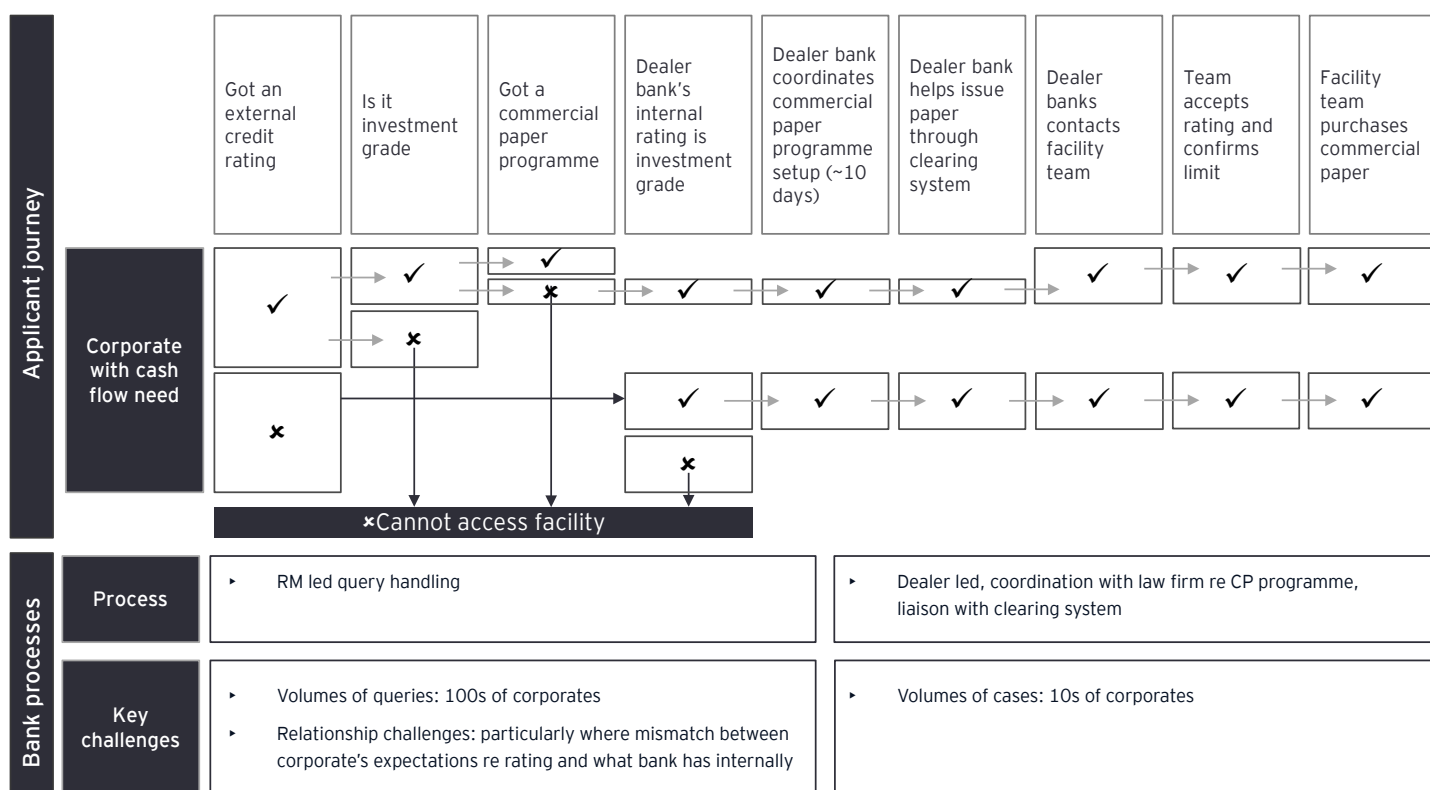 Applicant journey
Got an
external
credit
rating
Is it
investment
grade
Got a
commercial
paper
programme
Dealer
bank's
internal
rating is
investment
grade
Dealer bank
coordinates
commercial
paper
programme
setup (~10
days)
Dealer bank
helps issue
paper
through
clearing
system
Dealer
banks
contacts
facility
team
Team
accepts
rating and
confirms
limit
Facility
team
purchases
commercial
paper
Corporate
with cash
flow need
✓ ✓ ✓
✘ ✓ ✓ ✓ ✓ ✓ ✓
✘
✘ ✓ ✓ ✓ ✓ ✓ ✓
✘
✘Cannot access facility
Bank processes
Process
▸ RM led query handling
▸ Dealer led, coordination with law firm re CP programme,
liaison with clearing system
Key
challenges
▸ Volumes of queries: 100s of corporates
▸ Relationship challenges: particularly where mismatch between
corporate's expectations re rating and what bank has internally
▸ Volumes of cases: 10s of corporates